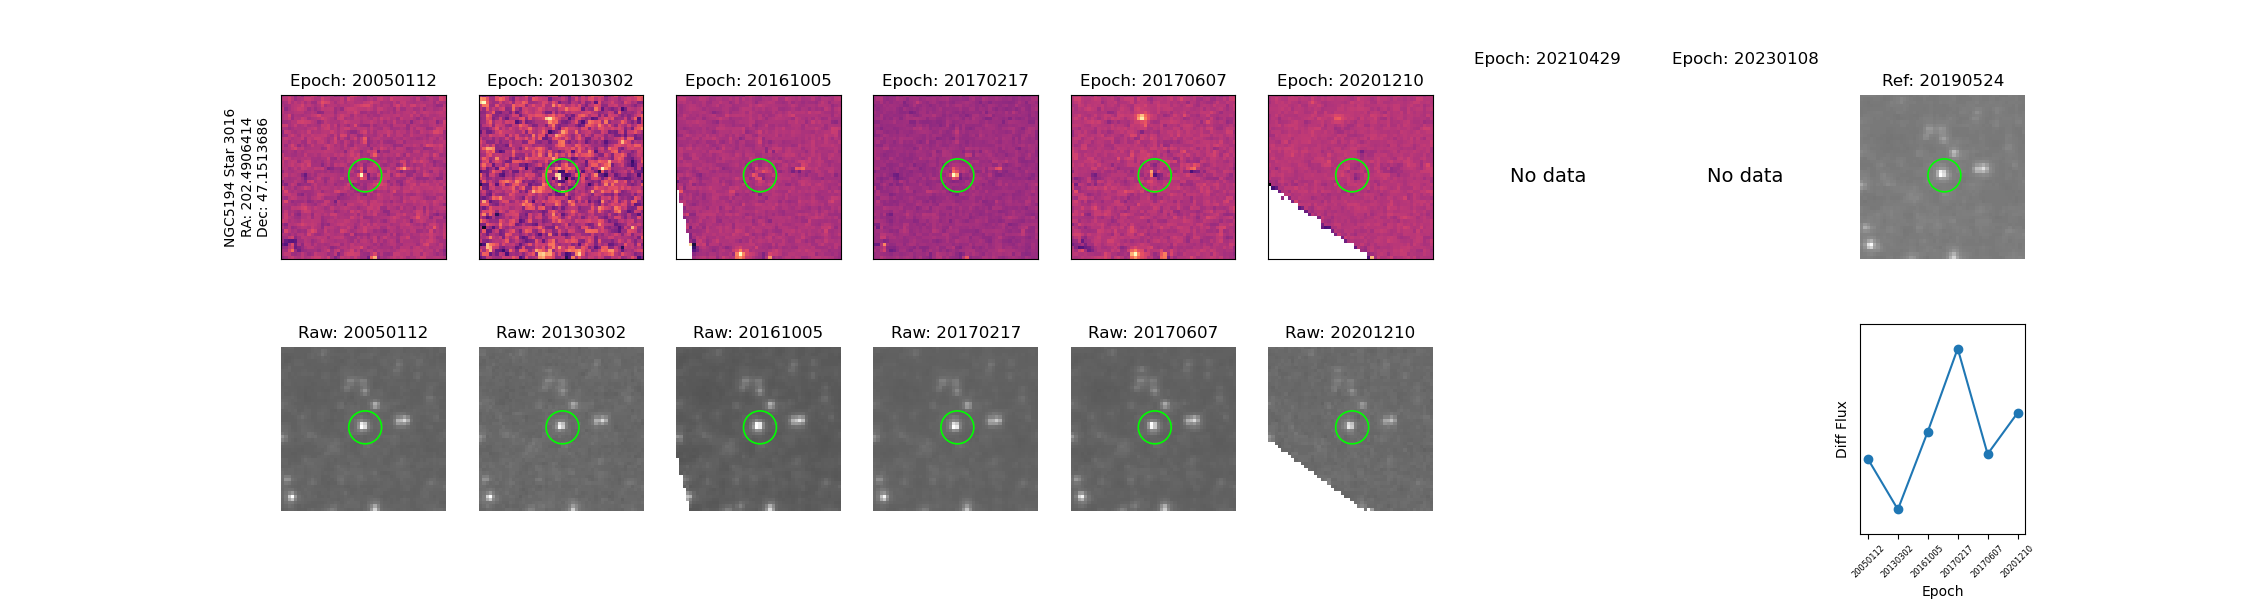 NGC5194 Star 3016
RA: 202.4906414
Dec: 47.1513686
Epoch: 20050112
Epoch: 20130302
Epoch: 20161005
Epoch: 20170217
Epoch: 20170607
Epoch: 20201210
Epoch: 20210429
Epoch: 20230108
Ref: 20190524
No data
No data
Raw: 20050112
Raw: 20130302
Raw: 20161005
Raw: 20170217
Raw: 20170607
Raw: 20201210
Diff Flux
20050112
20130302
20161005
20170217
20170607
20201210
Epoch